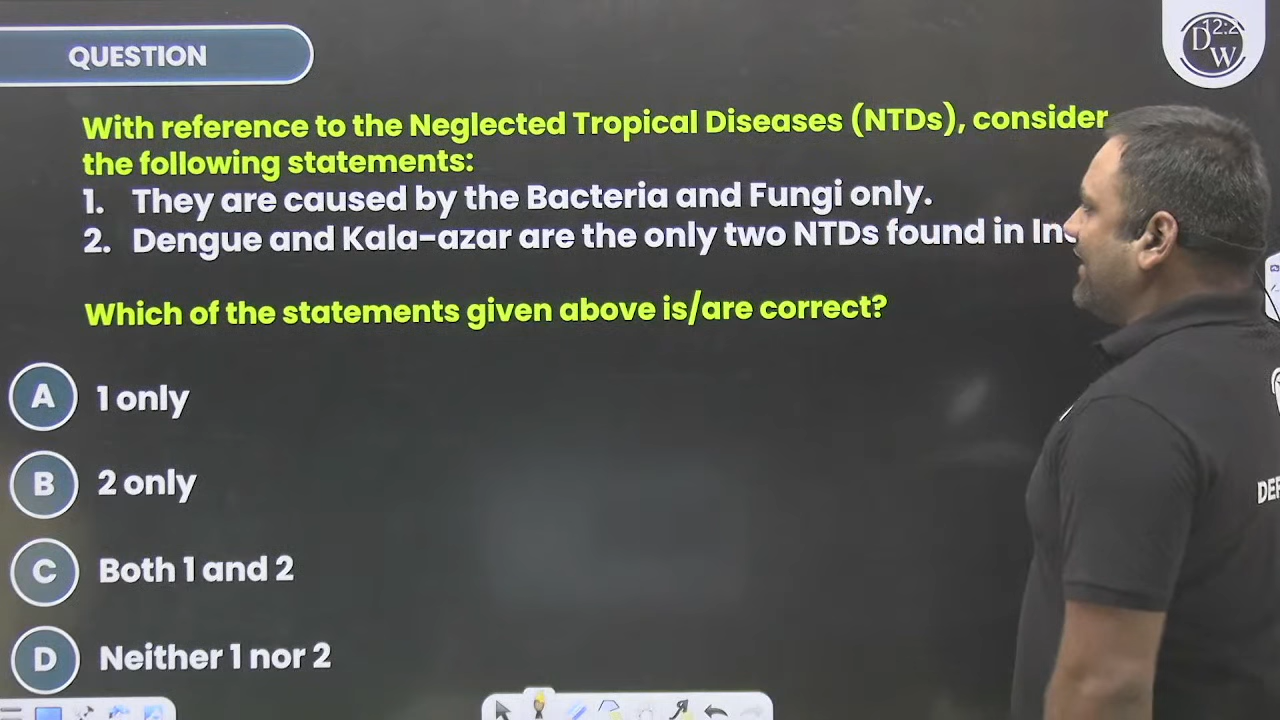 QUESTION
12:2
D
W
With reference to the Neglected Tropical Diseases (NTDs), consider
the following statements:
1. They are caused by the Bacteria and Fungi only.
2. Dengue and Kala-azar are the only two NTDs found in
Which of the statements given above is/are correct?
A 1 only
B 2 only
C Both 1 and 2
D Neither 1 nor 2